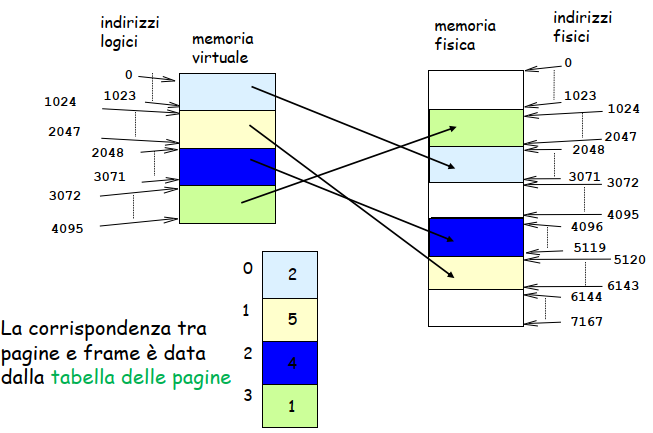 indirizzi
logici
memoria
virtuale
0
1023
1024
2047
2048
3071
3072
4095
memoria
fisica
indirizzi
fisici
0
1023
1024
2047
2048
3071
3072
4095
4096
5119
5120
6143
6144
7167
0 2
1 5
2 4
3 1
La corrispondenza tra
pagine e frame è data
dalla tabella delle pagine